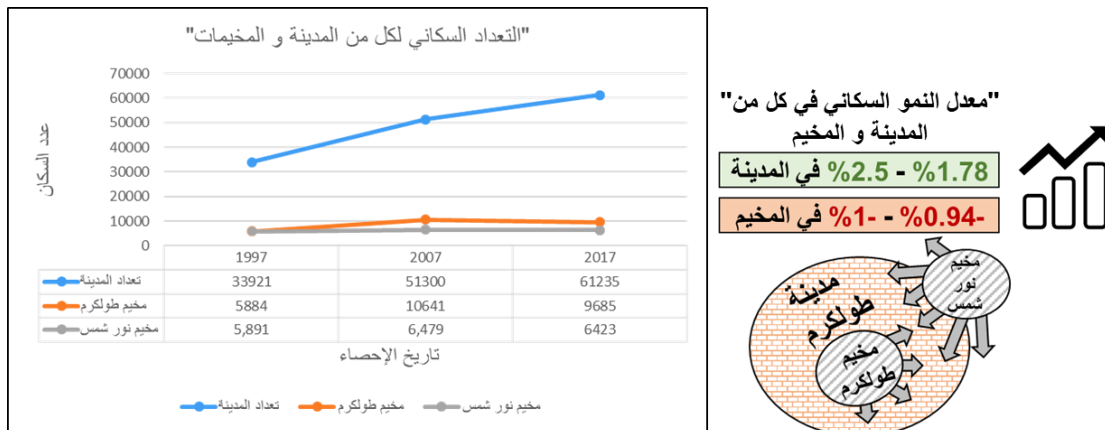 "التعداد السكاني لكل من المدينة و المخيمات"
70000
60000
50000
40000
30000
20000
10000
0
عدد السكان
1997 2007 2017
تعداد المدينة 33921 51300 61235
مخيم طولكرم 5884 10641 9685
مخيم نور شمس 5,891 6,479 6423
تاريخ الإحصاء
تعداد المدينة مخيم طولكرم مخيم نور شمس
"معدل النمو السكاني في كل من"
المدينة و المخيم
%1.78 - %2.5 في المدينة
-%0.94 - -%1 في المخيم
مخيم
نور
شمس
مدينة
طولكرم
مخيم
طولكرم